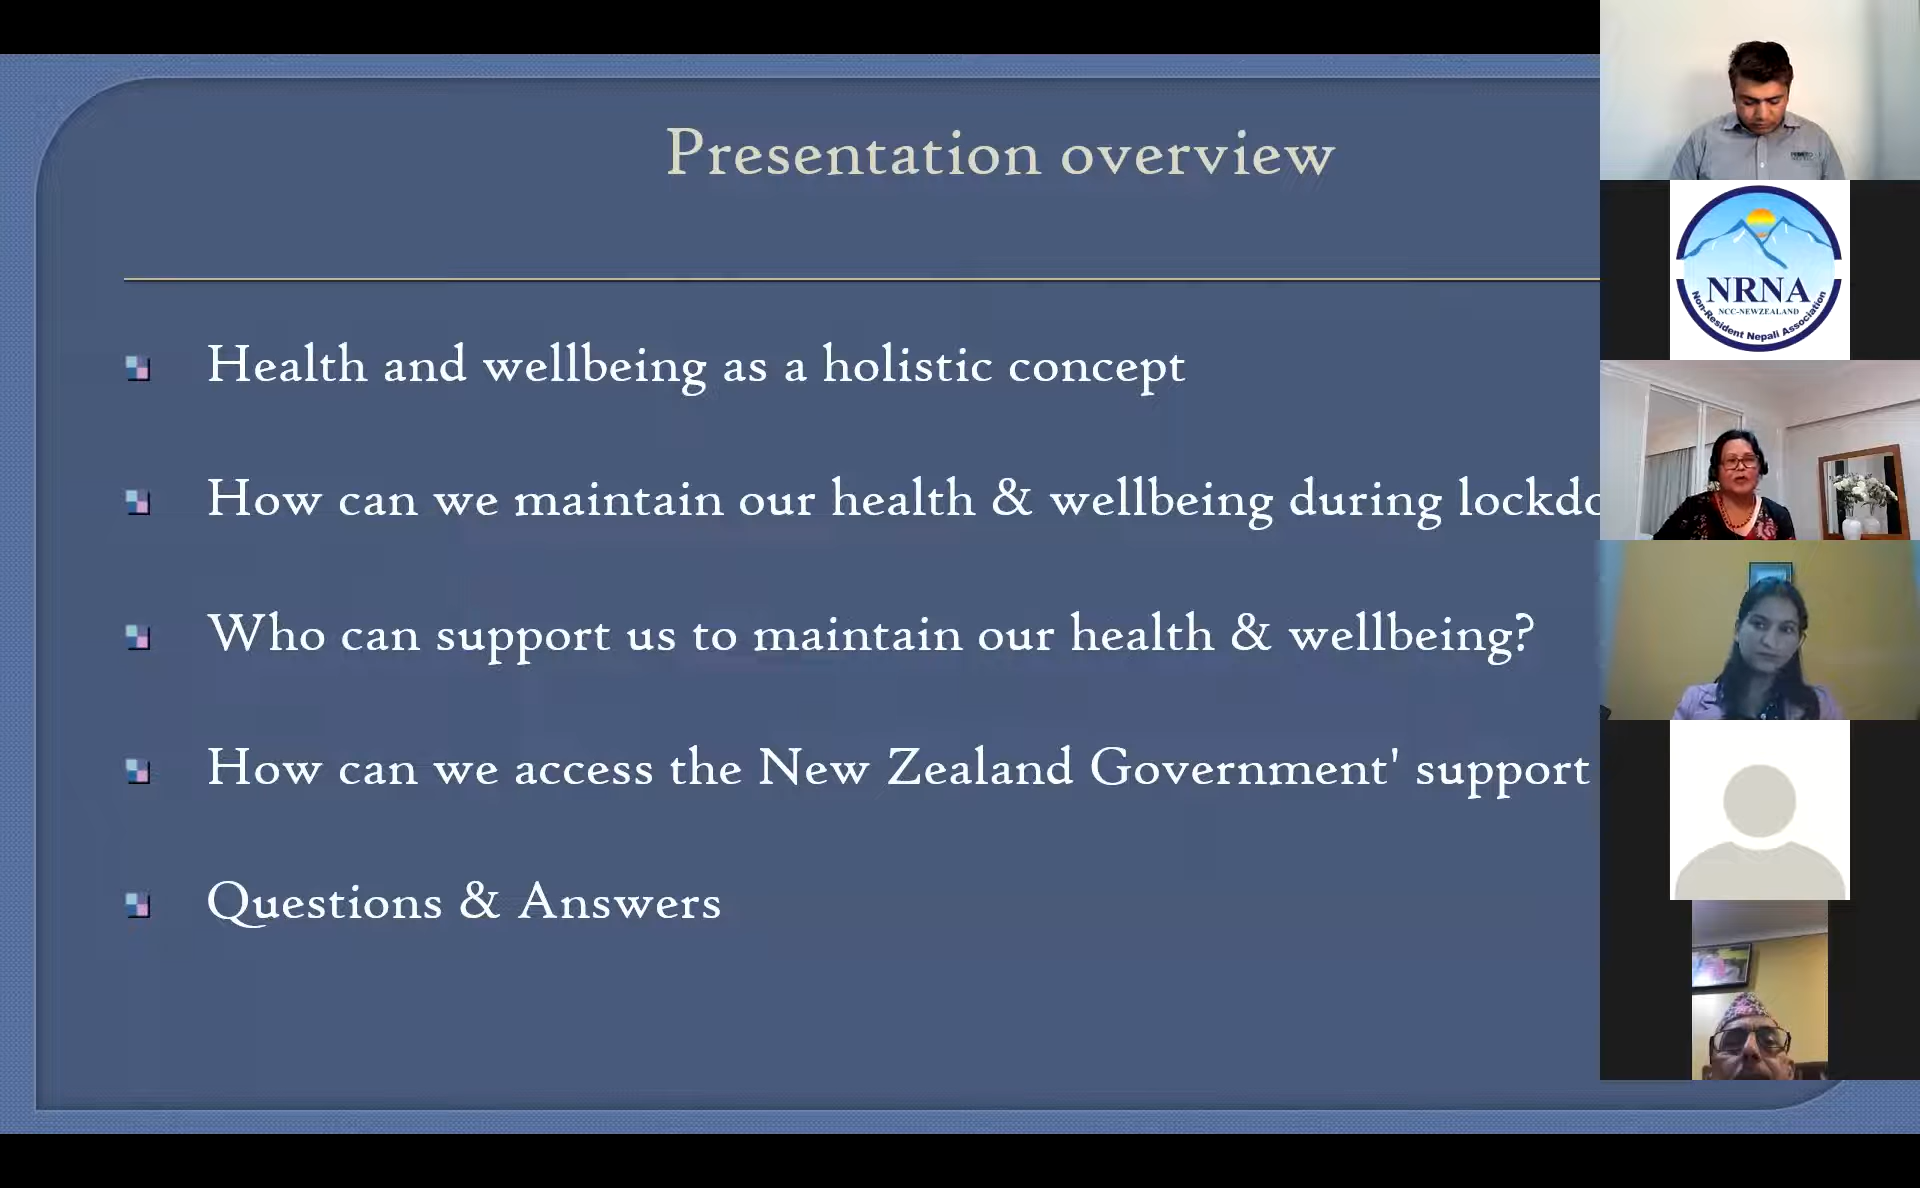 Presentation overview
Health and wellbeing as a holistic concept
How can we maintain our health & wellbeing during
Who can support us to maintain our health & wellbeing?
How can we access the New Zealand Government' support
Questions & Answers
NRNA
NCC-NEWZEALAND
Non-Resident Nepali Association